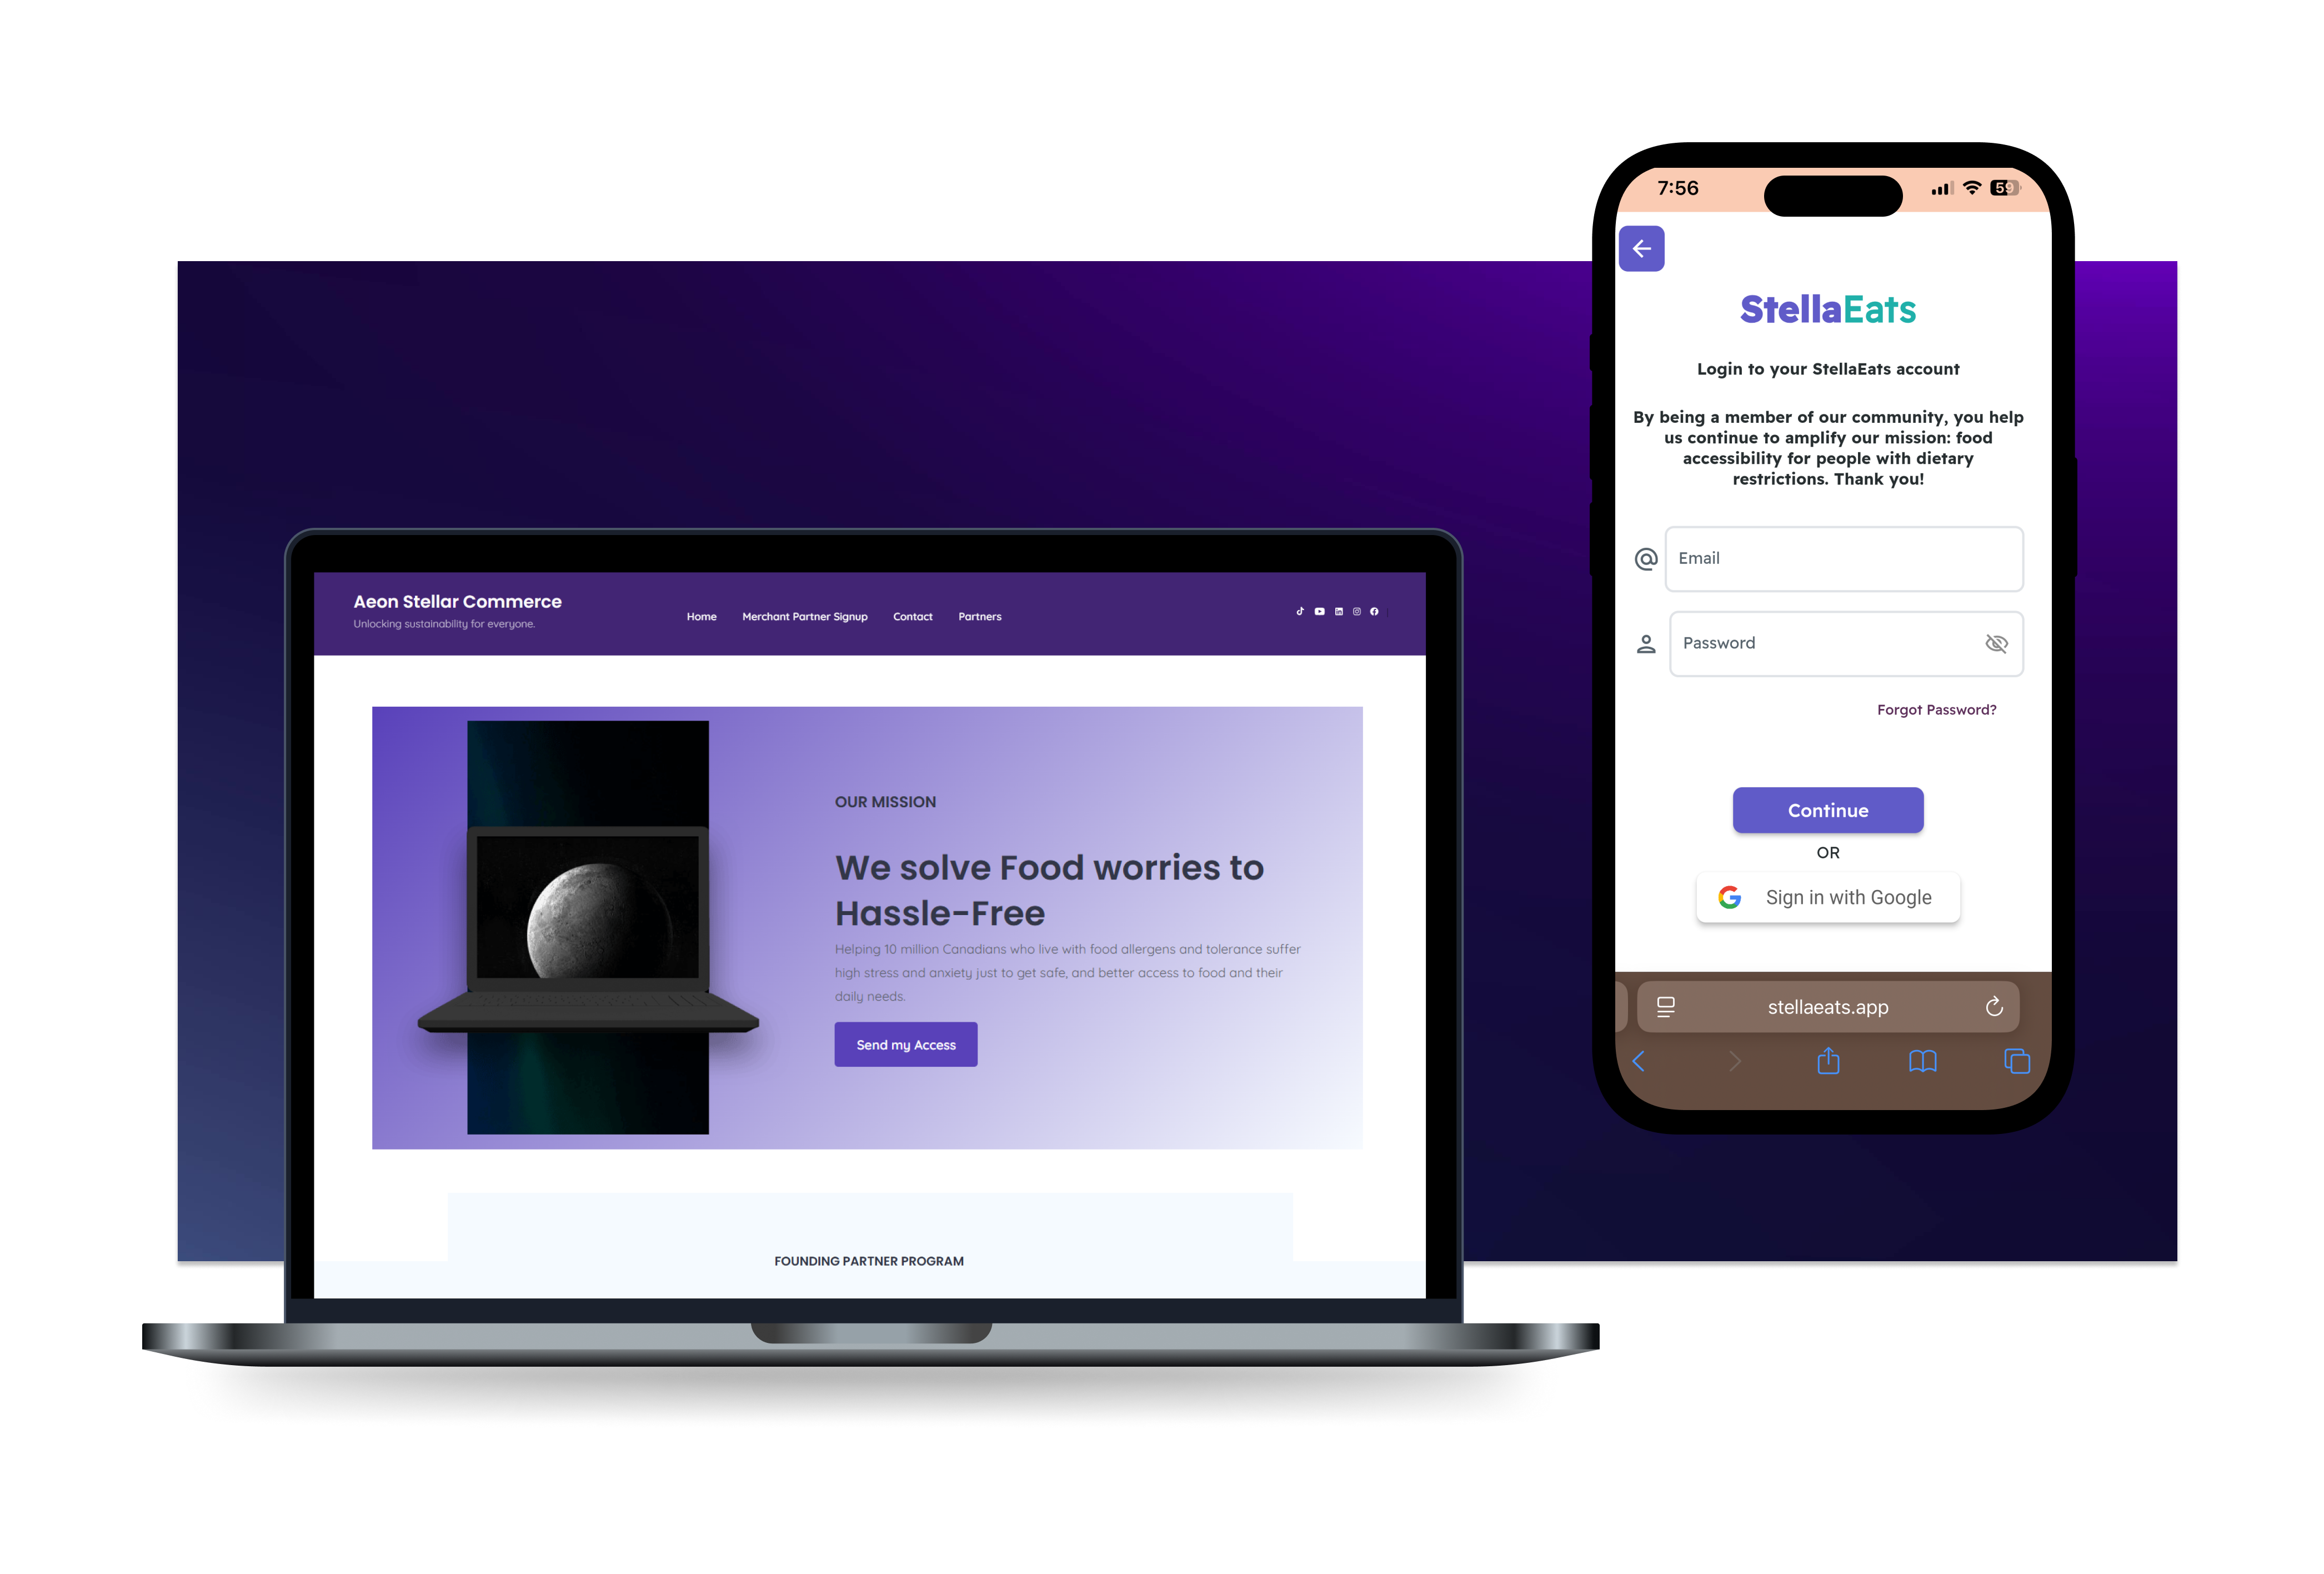 Aeon Stellar Commerce
Unlocking sustainability for everyone.
Home
Merchant Partner Signup
Contact
Partners
OUR MISSION
We solve Food worries to
Hassle-Free
Helping 10 million Canadians who live with food allergens and tolerance suffer
high stress and anxiety just to get safe, and better access to food and their
daily needs.
Send my Access
FOUNDING PARTNER PROGRAM
7:56
59
StellaEats
Login to your StellaEats account
By being a member of our community, you help
us continue to amplify our mission: food
accessibility for people with dietary
restrictions. Thank you!
Email
Password
Forgot Password?
Continue
OR
Sign in with Google
stellaeats.app